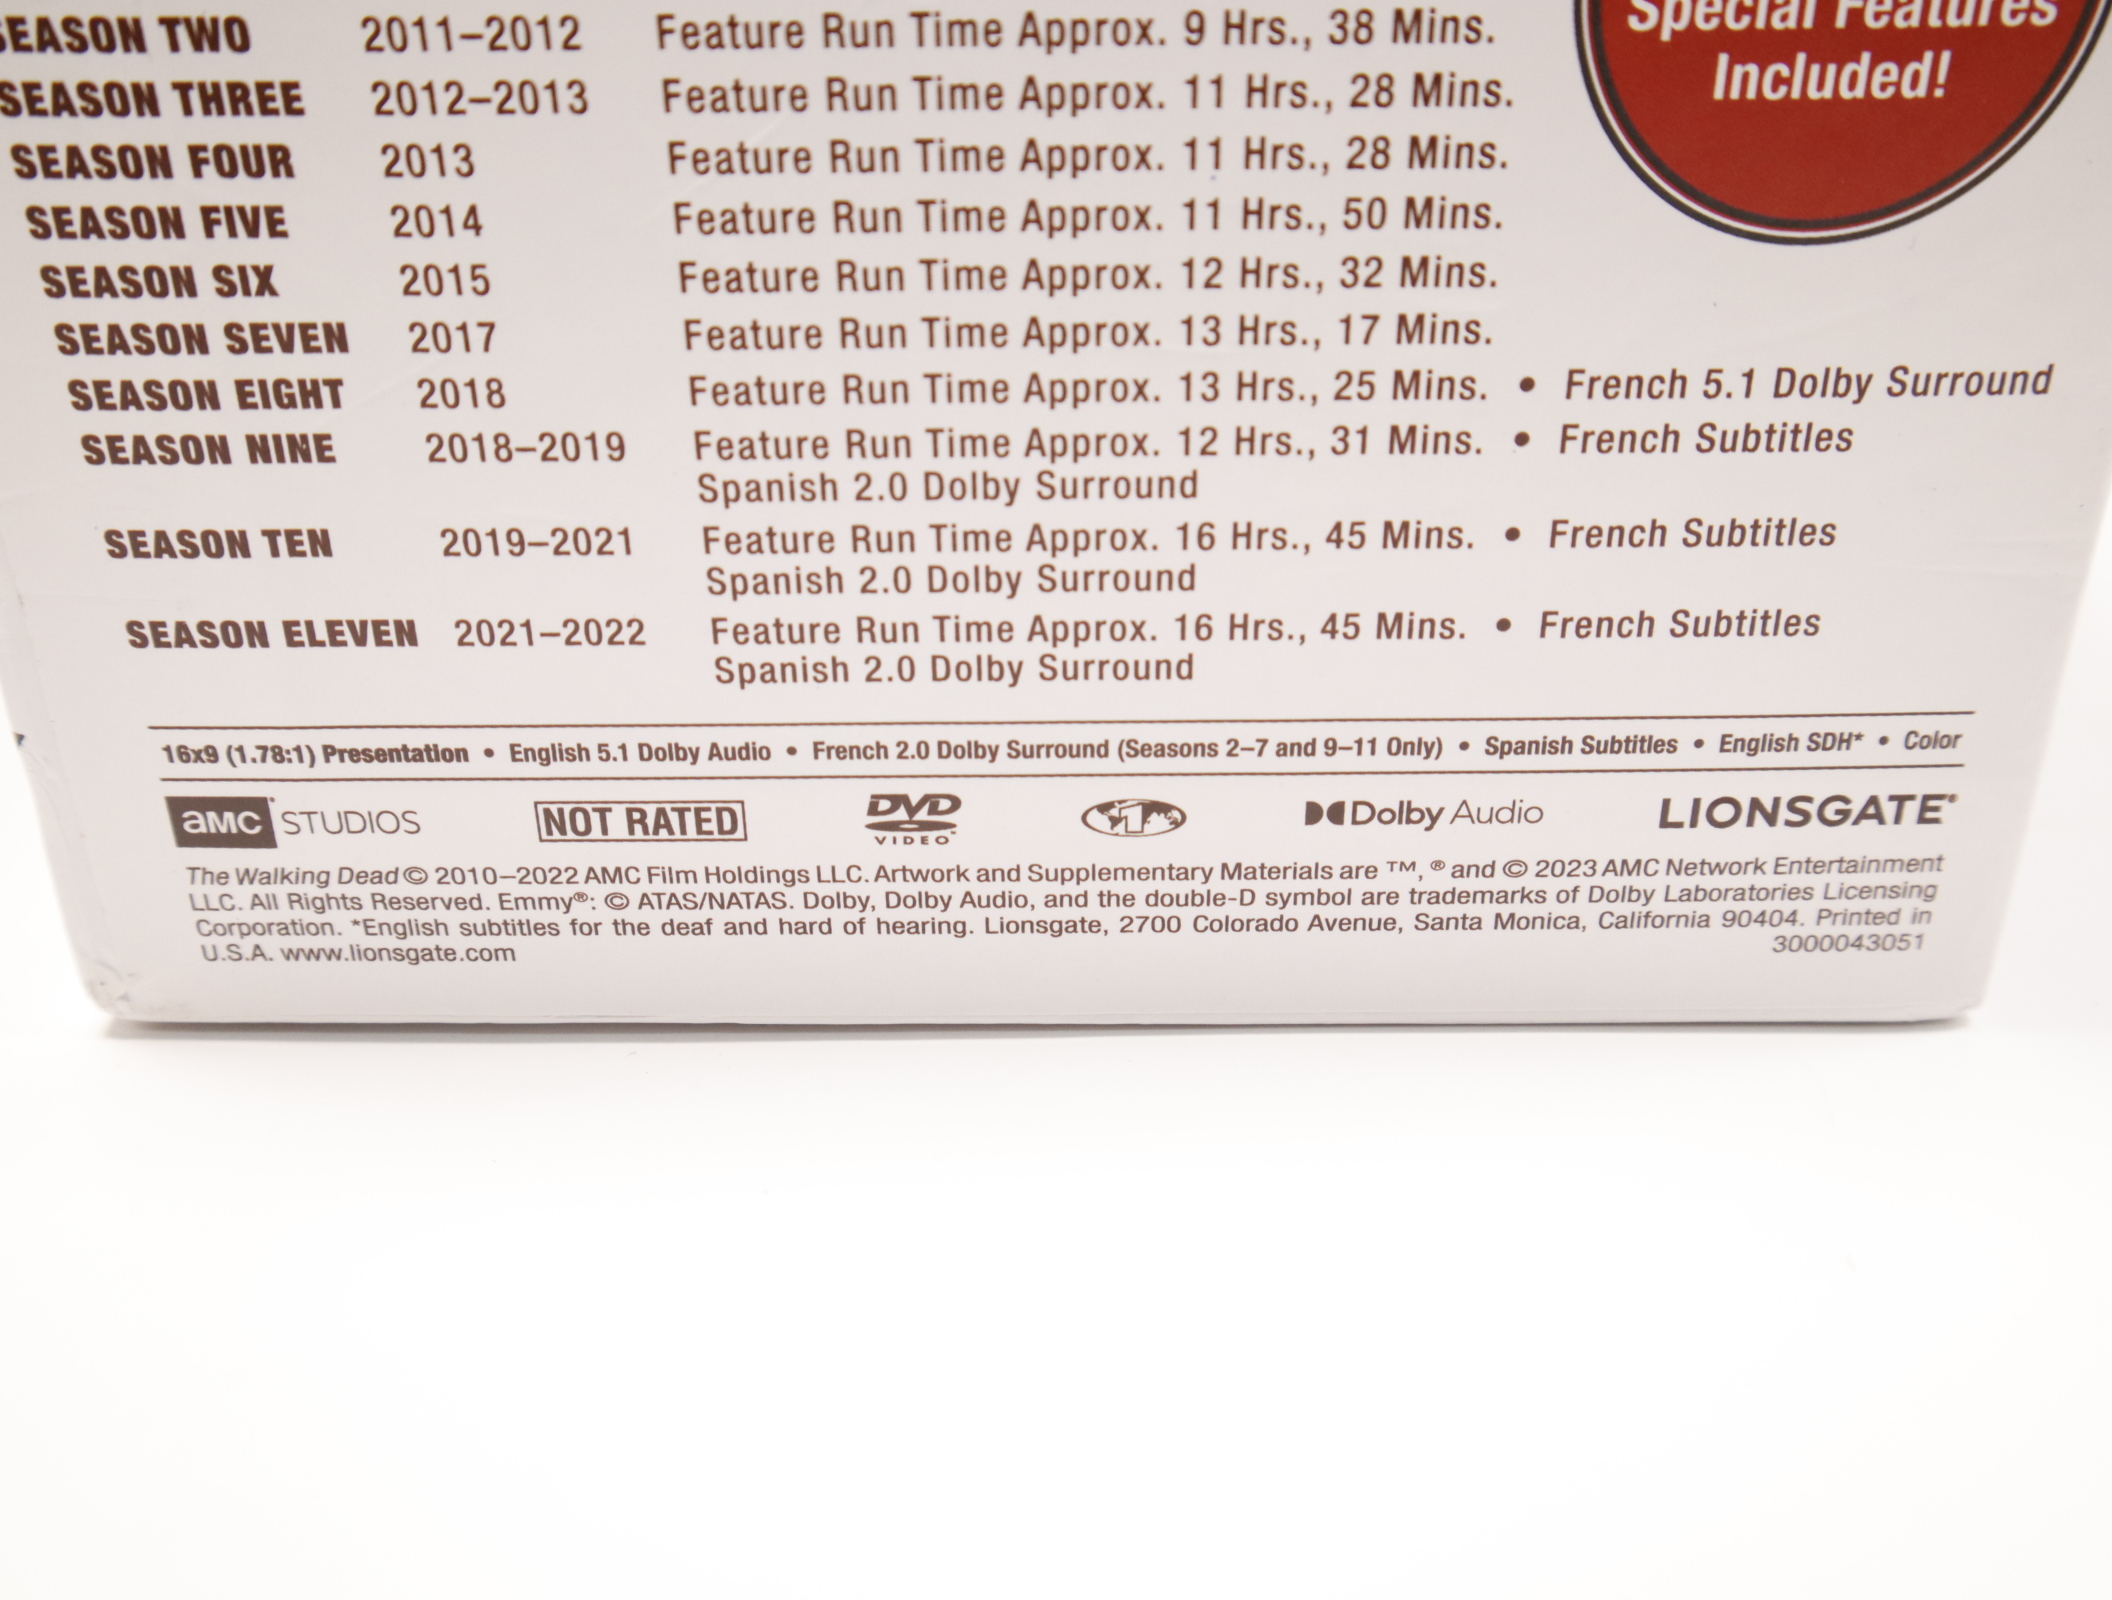 SEASON TWO 2011–2012 Feature Run Time Approx. 9 Hrs., 38 Mins.
SEASON THREE 2012–2013 Feature Run Time Approx. 11 Hrs., 28 Mins.
SEASON FOUR 2013 Feature Run Time Approx. 11 Hrs., 28 Mins.
SEASON FIVE 2014 Feature Run Time Approx. 11 Hrs., 50 Mins.
SEASON SIX 2015 Feature Run Time Approx. 12 Hrs., 32 Mins.
SEASON SEVEN 2017 Feature Run Time Approx. 13 Hrs., 17 Mins.
SEASON EIGHT 2018 Feature Run Time Approx. 13 Hrs., 25 Mins. • French 5.1 Dolby Surround
SEASON NINE 2018–2019 Feature Run Time Approx. 12 Hrs., 31 Mins. • French Subtitles
Spanish 2.0 Dolby Surround
SEASON TEN 2019–2021 Feature Run Time Approx. 16 Hrs., 45 Mins. • French Subtitles
Spanish 2.0 Dolby Surround
SEASON ELEVEN 2021–2022 Feature Run Time Approx. 16 Hrs., 45 Mins. • French Subtitles
Spanish 2.0 Dolby Surround
Special Features
Included!
16x9 (1.78:1) Presentation • English 5.1 Dolby Audio • French 2.0 Dolby Surround (Seasons 2–7 and 9–11 Only) • Spanish Subtitles • English SDH* • Color
aMC STUDIOS NOT RATED DVD VIDEO™ 1 Dolby Audio LIONSGATE®
The Walking Dead © 2010–2022 AMC Film Holdings LLC. Artwork and Supplementary Materials are ™, ® and © 2023 AMC Network Entertainment
LLC. All Rights Reserved. Emmy®: © ATAS/NATAS. Dolby, Dolby Audio, and the double-D symbol are trademarks of Dolby Laboratories Licensing
Corporation. *English subtitles for the deaf and hard of hearing. Lionsgate, 2700 Colorado Avenue, Santa Monica, California 90404. Printed in
U.S.A. www.lionsgate.com 3000043051